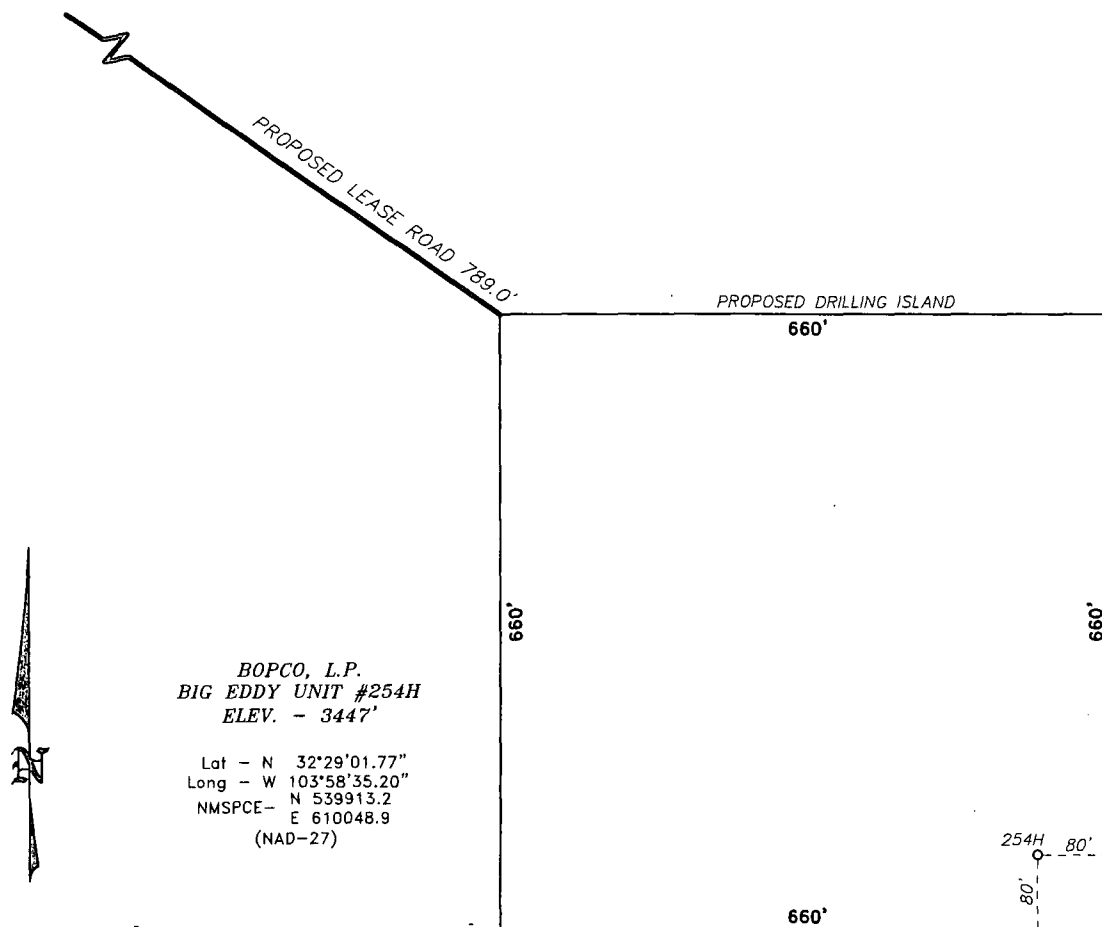 PROPOSED LEASE ROAD 789.0'
PROPOSED DRILLING ISLAND
660'
660'
660'
BOPCO, L.P.
BIG EDDY UNIT #254H
ELEV. - 3447'
Lat - N 32°29'01.77"
Long - W 103°58'35.20"
NMSPCE- N 539913.2
E 610048.9
(NAD-27)
N
254H
80'
80'
660'